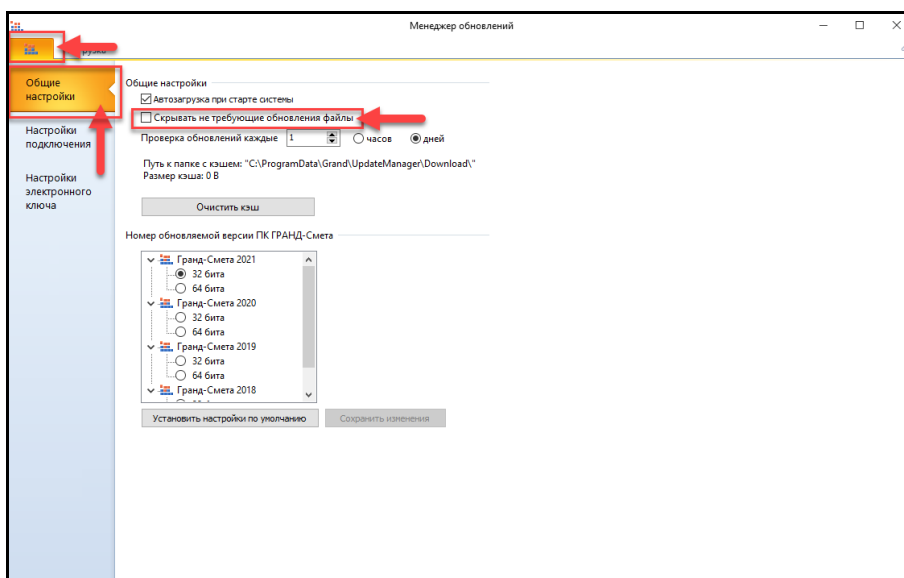 Менеджер обновлений
Общие
настройки
Настройки
подключения
Настройки
электронного
ключа
Общие настройки
Автозагрузка при старте системы
Скрывать не требующие обновления файлы
Проверка обновлений каждые 1 часов дней
Путь к папке с кэшем: "C:\ProgramData\Grand\UpdateManager\Download\"
Размер кэша: 0 B
Очистить кэш
Номер обновляемой версии ПК ГРАНД-Смета
Гранд-Смета 2021
32 бита
64 бита
Гранд-Смета 2020
32 бита
64 бита
Гранд-Смета 2019
32 бита
64 бита
Гранд-Смета 2018
Установить настройки по умолчанию Сохранить изменения